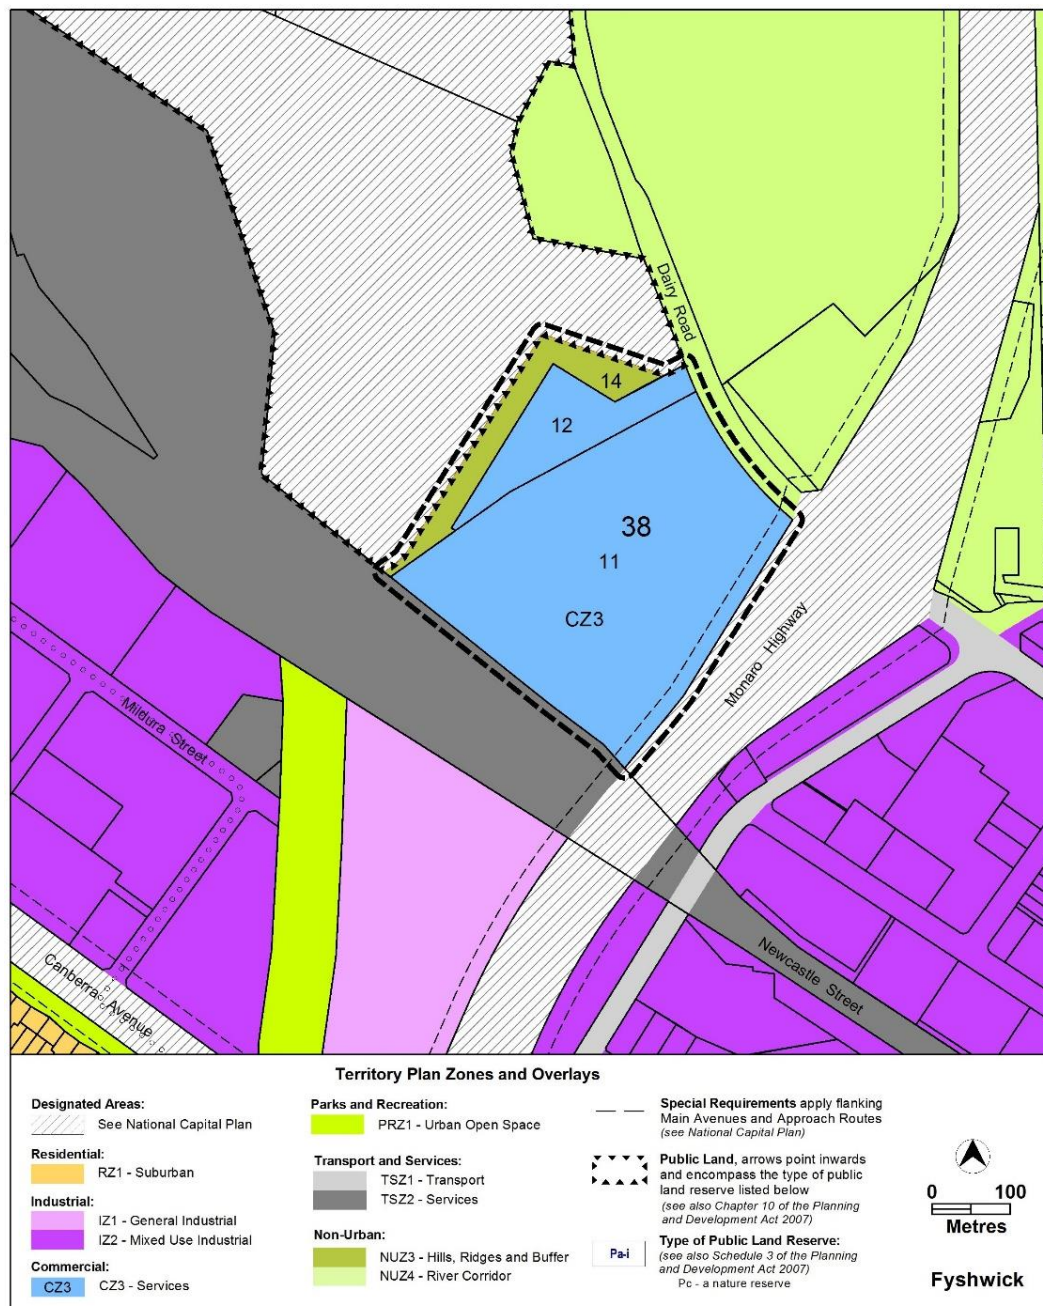 Dairy Road
14
12
38
11
CZ3
Monaro Highway
Mildura Street
Newcastle Street
Canberra Avenue
Territory Plan Zones and Overlays
Designated Areas:
See National Capital Plan
Residential:
RZ1 - Suburban
Industrial:
IZ1 - General Industrial
IZ2 - Mixed Use Industrial
Commercial:
CZ3
CZ3 - Services
Parks and Recreation:
PRZ1 - Urban Open Space
Transport and Services:
TSZ1 - Transport
TSZ2 - Services
Non-Urban:
NUZ3 - Hills, Ridges and Buffer
NUZ4 - River Corridor
Special Requirements apply flanking
Main Avenues and Approach Routes
(see National Capital Plan)
Public Land, arrows point inwards
and encompass the type of public
land reserve listed below
(see also Chapter 10 of the Planning
and Development Act 2007)
Pa-i
Type of Public Land Reserve:
(see also Schedule 3 of the Planning
and Development Act 2007)
Pc - a nature reserve
0 100
Metres
Fyshwick